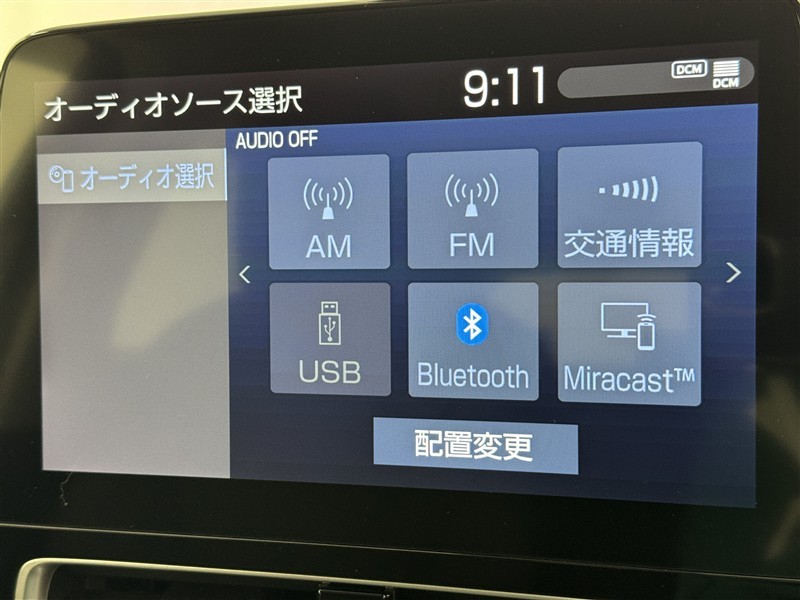 オーディオソース選択
9:11
DCM
DCM
オーディオ選択
AUDIO OFF
AM
FM
交通情報
USB
Bluetooth
Miracast™
配置変更